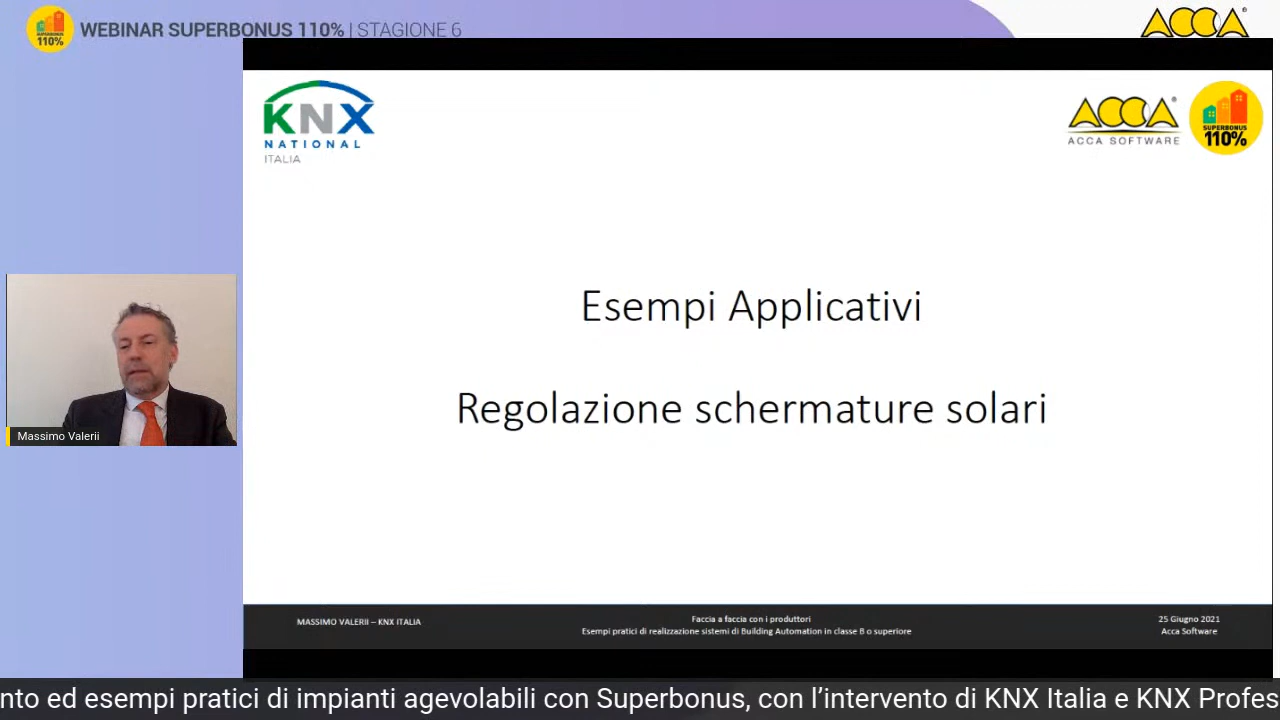 SUPERBONUS
110%
WEBINAR SUPERBONUS 110% | STAGIONE 6
ACCA®
KNX
NATIONAL
ITALIA
ACCA®
ACCA SOFTWARE
SUPERBONUS
110%
Esempi Applicativi
Regolazione schermature solari
Massimo Valerii
MASSIMO VALERII – KNX ITALIA
Faccia a faccia con i produttori
Esempi pratici di realizzazione sistemi di Building Automation in classe B o superiore
25 Giugno 2021
Acca Software
nto ed esempi pratici di impianti agevolabili con Superbonus, con l’intervento di KNX Italia e KNX Profes